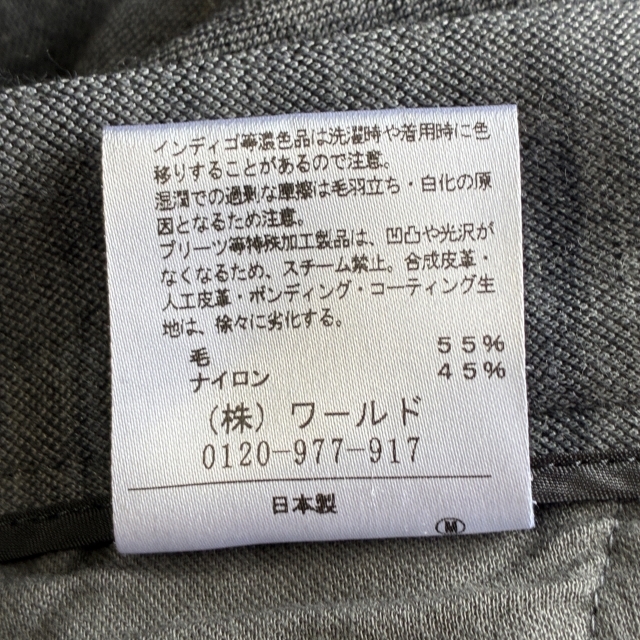 インディゴ等濃色品は洗濯時や着用時に色
移りすることがあるので注意。
湿潤での過剰な摩擦は毛羽立ち・白化の原
因となるため注意。
プリーツ等特殊加工製品は、凹凸や光沢が
なくなるため、スチーム禁止。合成皮革・
人工皮革・ボンディング・コーティング生
地は、徐々に劣化する。
毛 55%
ナイロン 45%
(株) ワールド
0120-977-917
日本製
M